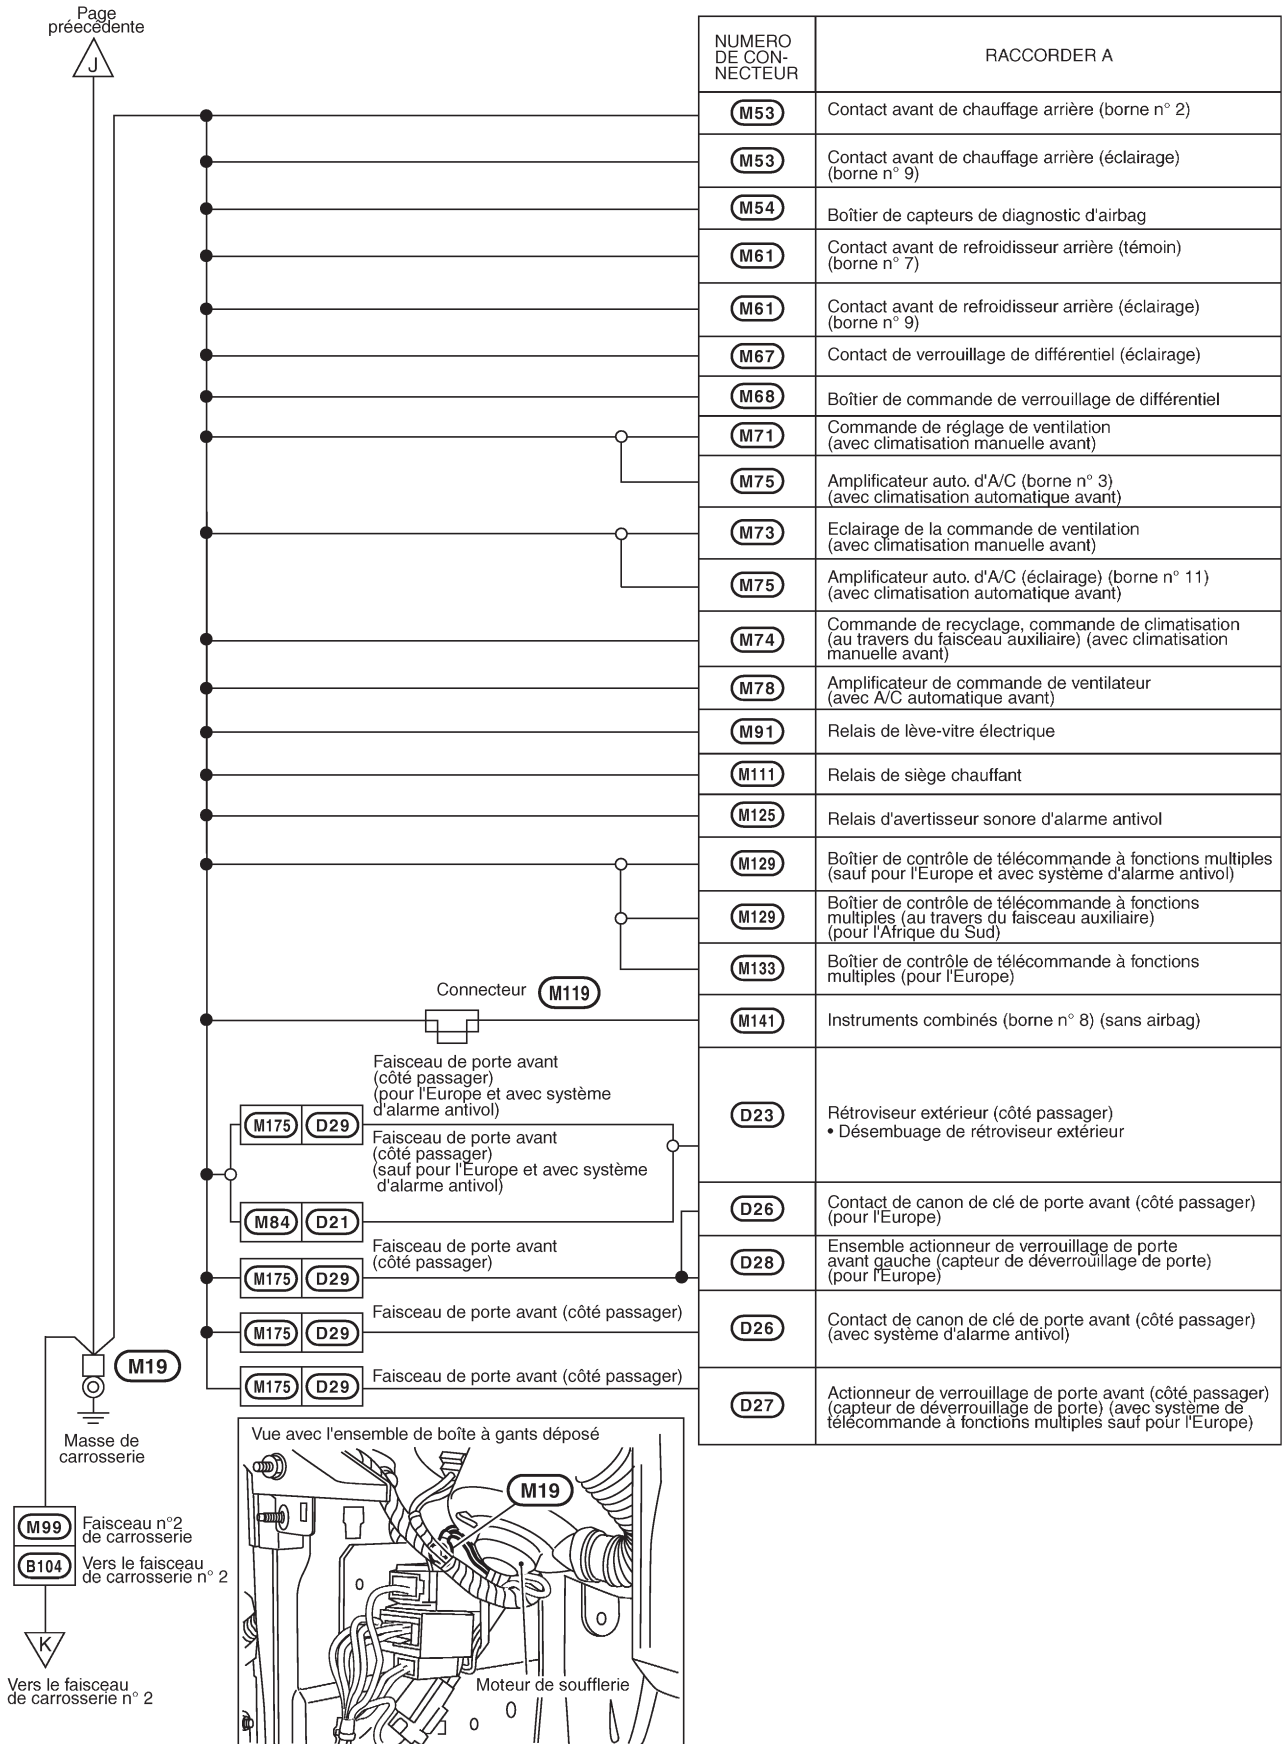 Page
préecédente
J
NUMERO
DE CON-
NECTEUR
RACCORDER A
M53
Contact avant de chauffage arrière (borne n° 2)
M53
Contact avant de chauffage arrière (éclairage)
(borne n° 9)
M54
Boîtier de capteurs de diagnostic d'airbag
M61
Contact avant de refroidisseur arrière (témoin)
(borne n° 7)
M61
Contact avant de refroidisseur arrière (éclairage)
(borne n° 9)
M67
Contact de verrouillage de différentiel (éclairage)
M68
Boîtier de commande de verrouillage de différentiel
M71
Commande de réglage de ventilation
(avec climatisation manuelle avant)
M75
Amplificateur auto. d'A/C (borne n° 3)
(avec climatisation automatique avant)
M73
Eclairage de la commande de ventilation
(avec climatisation manuelle avant)
M75
Amplificateur auto. d'A/C (éclairage) (borne n° 11)
(avec climatisation automatique avant)
M74
Commande de recyclage, commande de climatisation
(au travers du faisceau auxiliaire) (avec climatisation
manuelle avant)
M78
Amplificateur de commande de ventilateur
(avec A/C automatique avant)
M91
Relais de lève-vitre électrique
M111
Relais de siège chauffant
M125
Relais d'avertisseur sonore d'alarme antivol
M129
Boîtier de contrôle de télécommande à fonctions multiples
(sauf pour l'Europe et avec système d'alarme antivol)
M129
Boîtier de contrôle de télécommande à fonctions
multiples (au travers du faisceau auxiliaire)
(pour l'Afrique du Sud)
M133
Boîtier de contrôle de télécommande à fonctions
multiples (pour l'Europe)
Connecteur M119
M141
Instruments combinés (borne n° 8) (sans airbag)
Faisceau de porte avant
(côté passager)
(pour l'Europe et avec système
d'alarme antivol)
M175 D29
D23
Rétroviseur extérieur (côté passager)
• Désembuage de rétroviseur extérieur
Faisceau de porte avant
(côté passager)
(sauf pour l'Europe et avec système
d'alarme antivol)
M84 D21
D26
Contact de canon de clé de porte avant (côté passager)
(pour l'Europe)
Faisceau de porte avant
(côté passager)
M175 D29
D28
Ensemble actionneur de verrouillage de porte
avant gauche (capteur de déverrouillage de porte)
(pour l'Europe)
Faisceau de porte avant (côté passager)
M175 D29
D26
Contact de canon de clé de porte avant (côté passager)
(avec système d'alarme antivol)
Faisceau de porte avant (côté passager)
M175 D29
D27
Actionneur de verrouillage de porte avant (côté passager)
(capteur de déverrouillage de porte) (avec système de
télécommande à fonctions multiples sauf pour l'Europe)
M19
Masse de
carrosserie
M99
Faisceau n°2
de carrosserie
B104
Vers le faisceau
de carrosserie n° 2
K
Vers le faisceau
de carrosserie n° 2
Vue avec l'ensemble de boîte à gants déposé
M19
Moteur de soufflerie